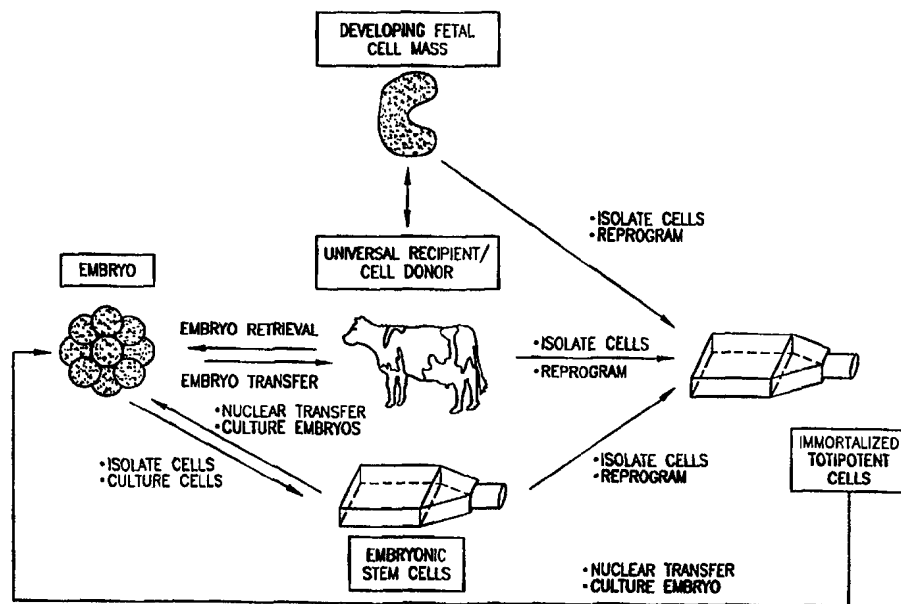 DEVELOPING FETAL
CELL MASS
•ISOLATE CELLS
•REPROGRAM
UNIVERSAL RECIPIENT/
CELL DONOR
EMBRYO
EMBRYO RETRIEVAL
EMBRYO TRANSFER
•ISOLATE CELLS
•REPROGRAM
•NUCLEAR TRANSFER
•CULTURE EMBRYOS
•ISOLATE CELLS
•CULTURE CELLS
•ISOLATE CELLS
•REPROGRAM
IMMORTALIZED
TOTIPOTENT
CELLS
EMBRYONIC
STEM CELLS
•NUCLEAR TRANSFER
•CULTURE EMBRYO